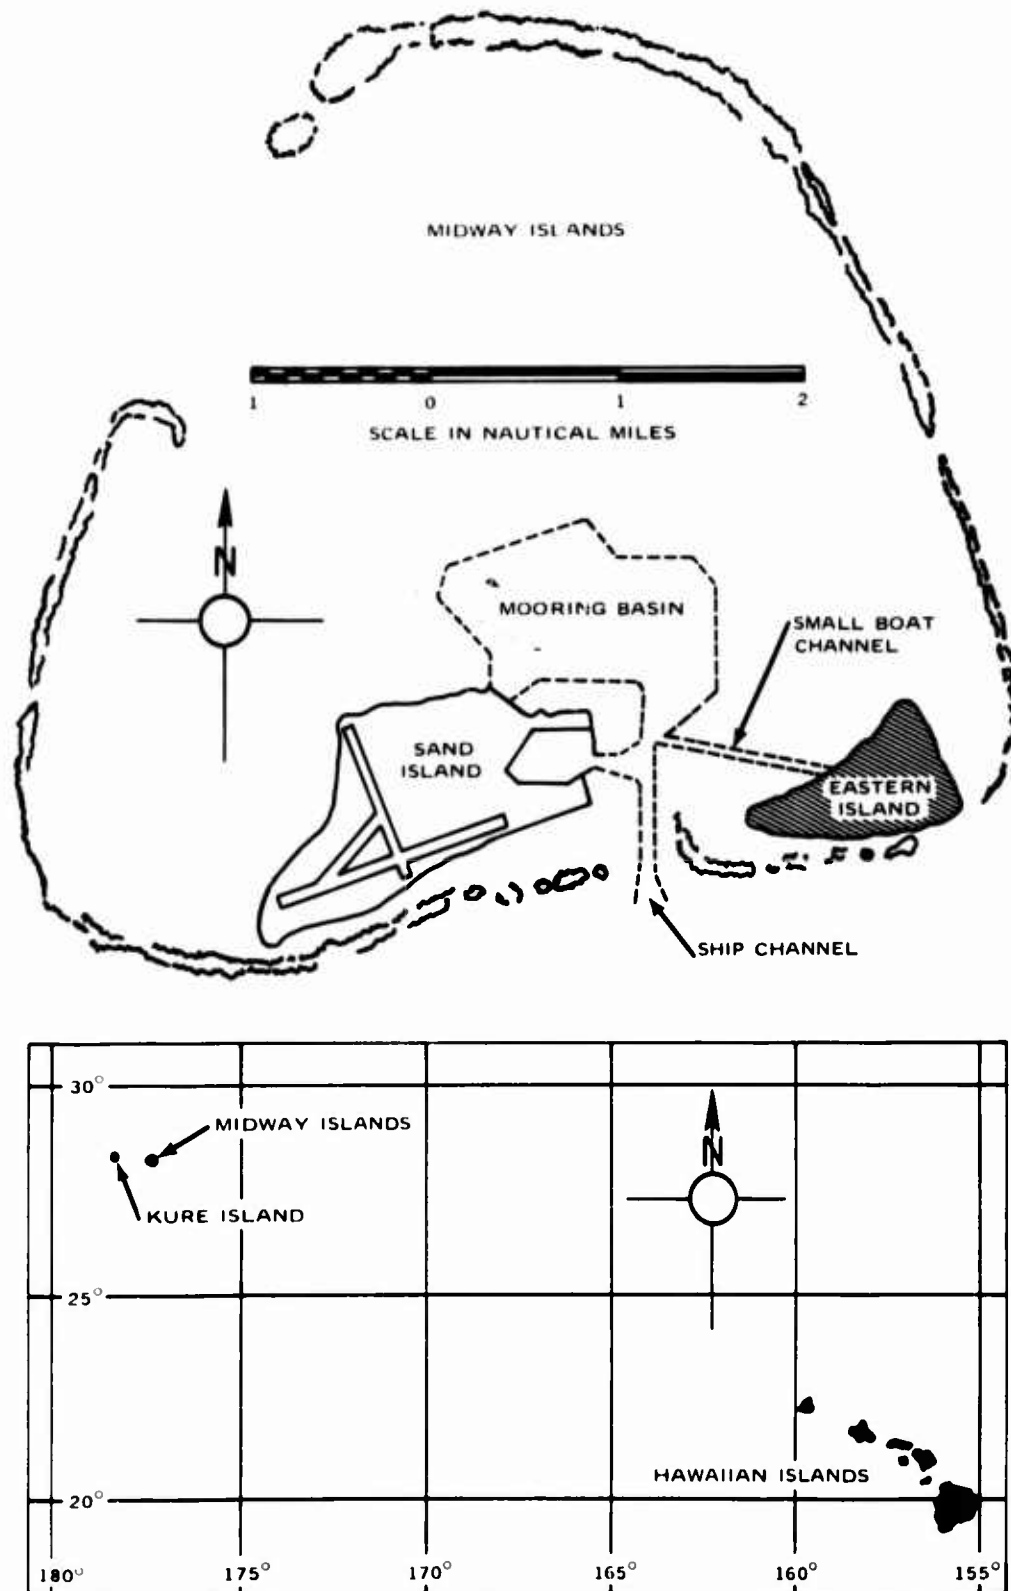 MIDWAY ISLANDS
1 0 1 2
SCALE IN NAUTICAL MILES
N
MOORING BASIN
SMALL BOAT
CHANNEL
SAND
ISLAND
EASTERN
ISLAND
SHIP CHANNEL
30°
MIDWAY ISLANDS
N
KURE ISLAND
25°
HAWAIIAN ISLANDS
20°
180° 175° 170° 165° 160° 155°